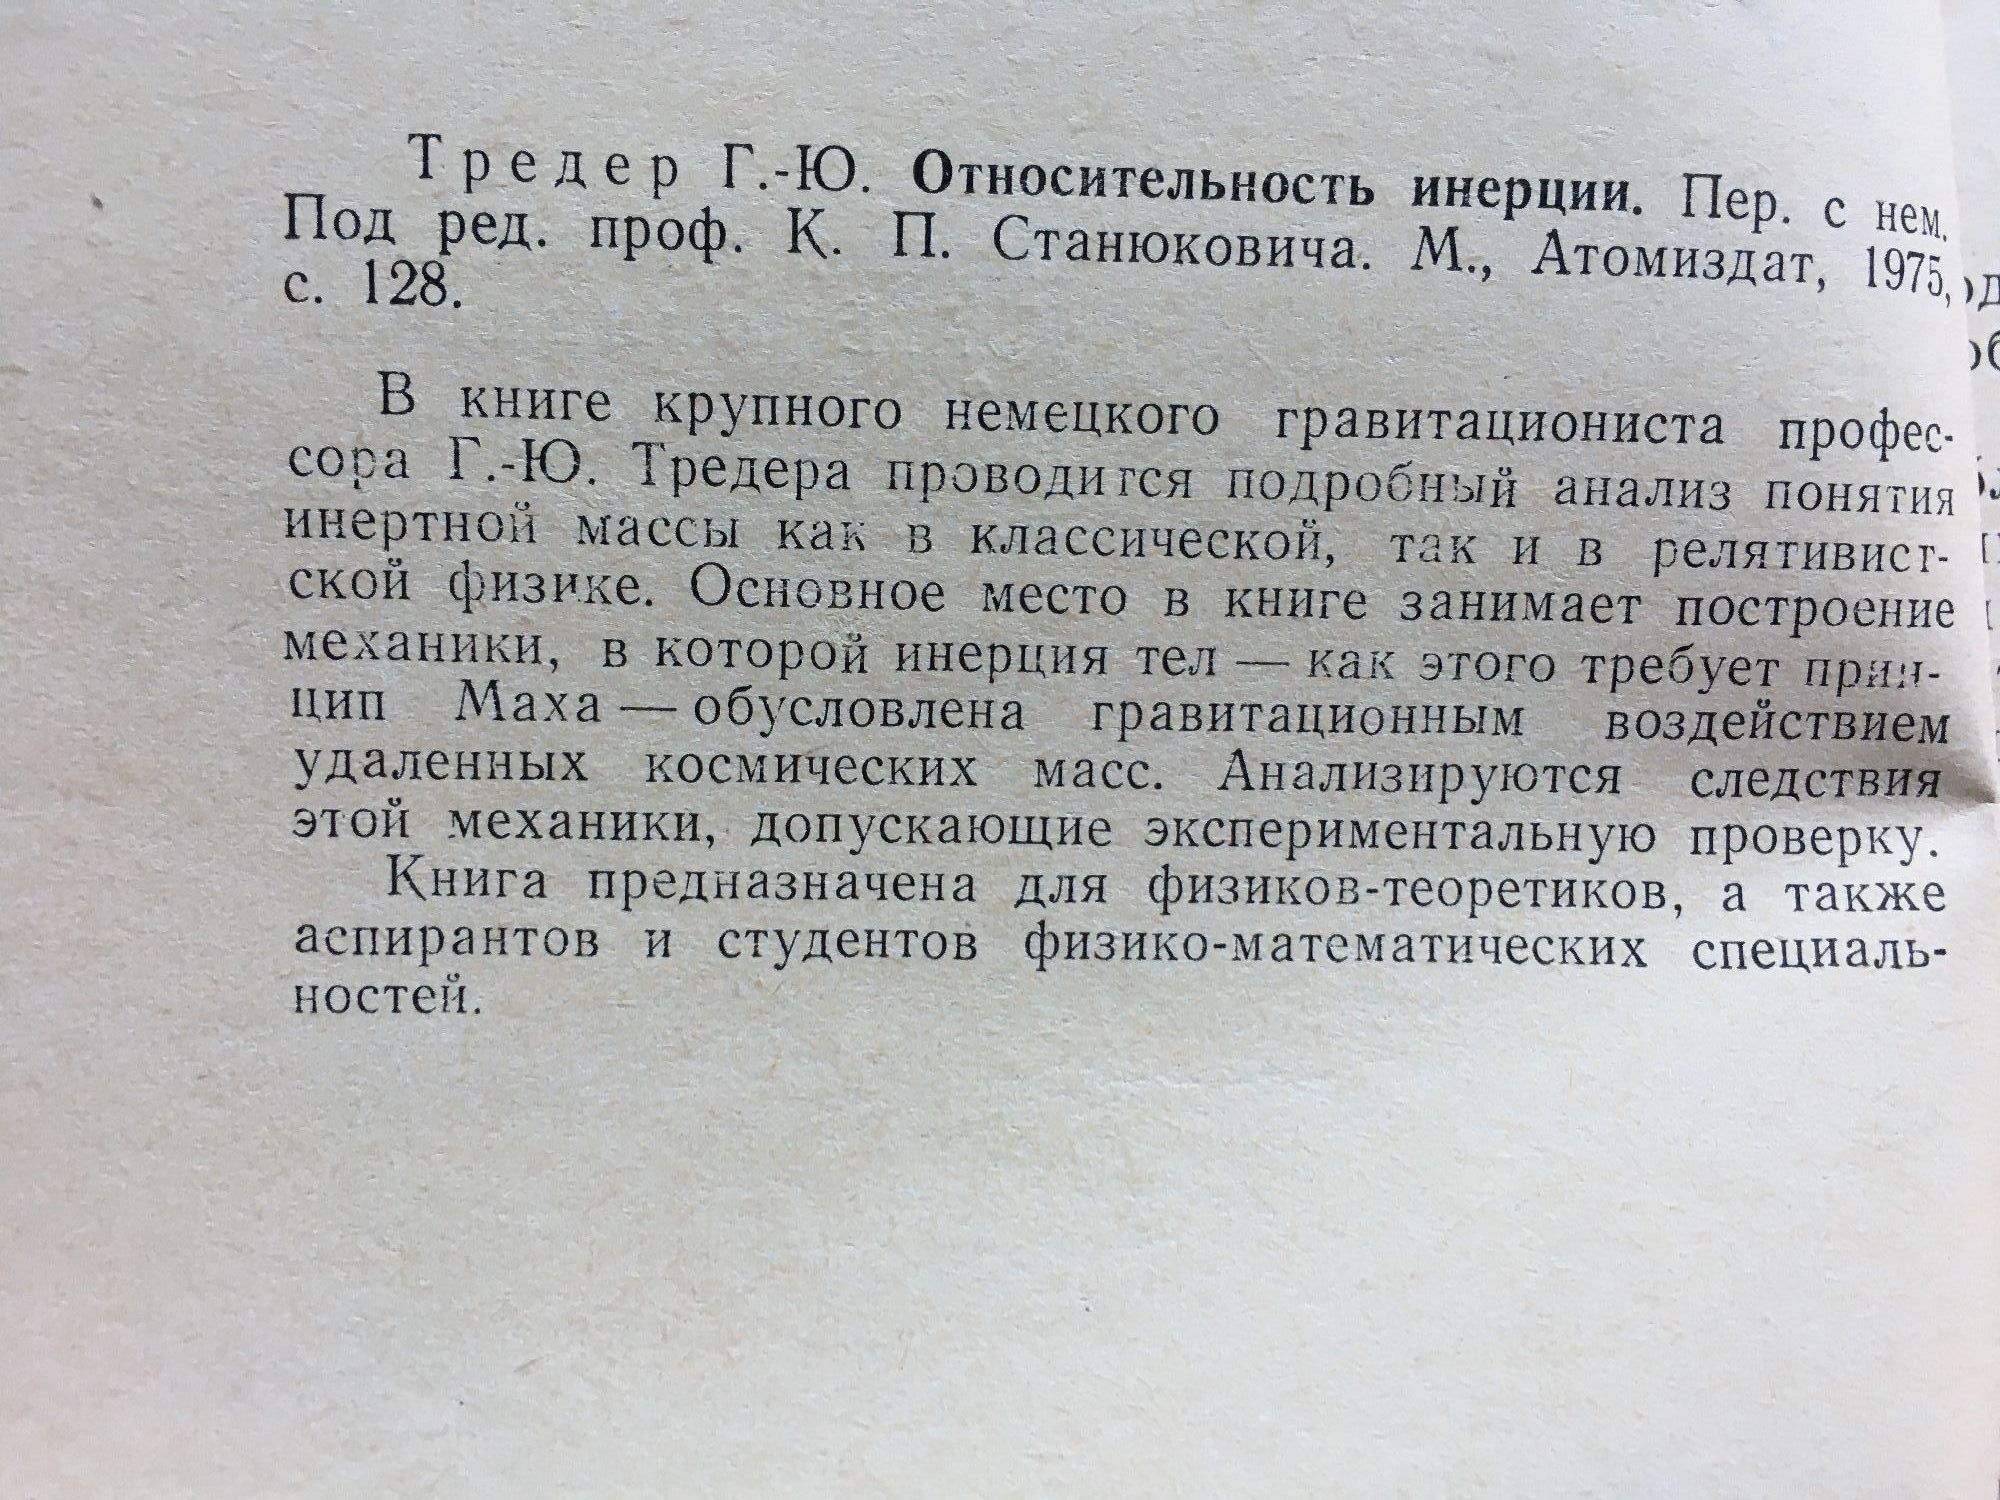 Тредер Г.-Ю. Относительность инерции. Пер. с нем.
Под ред. проф. К. П. Станюковича. М., Атомиздат, 1975,
с. 128.
В книге крупного немецкого гравитациониста профес-
сора Г.-Ю. Тредера проводится подробный анализ понятия
инертной массы как в классической, так и в релятивист-
ской физике. Основное место в книге занимает построение
механики, в которой инерция тел — как этого требует прин-
цип Маха — обусловлена гравитационным воздействием
удаленных космических масс. Анализируются следствия
этой механики, допускающие экспериментальную проверку.
Книга предназначена для физиков-теоретиков, а также
аспирантов и студентов физико-математических специаль-
ностей.